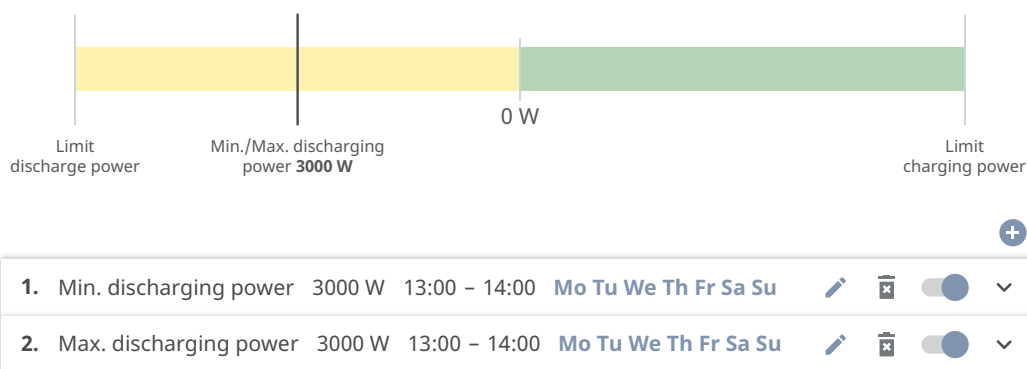 0 W
Limit
discharge power
Min./Max. discharging
power 3000 W
Limit
charging power
1. Min. discharging power 3000 W 13:00 – 14:00 Mo Tu We Th Fr Sa Su
2. Max. discharging power 3000 W 13:00 – 14:00 Mo Tu We Th Fr Sa Su